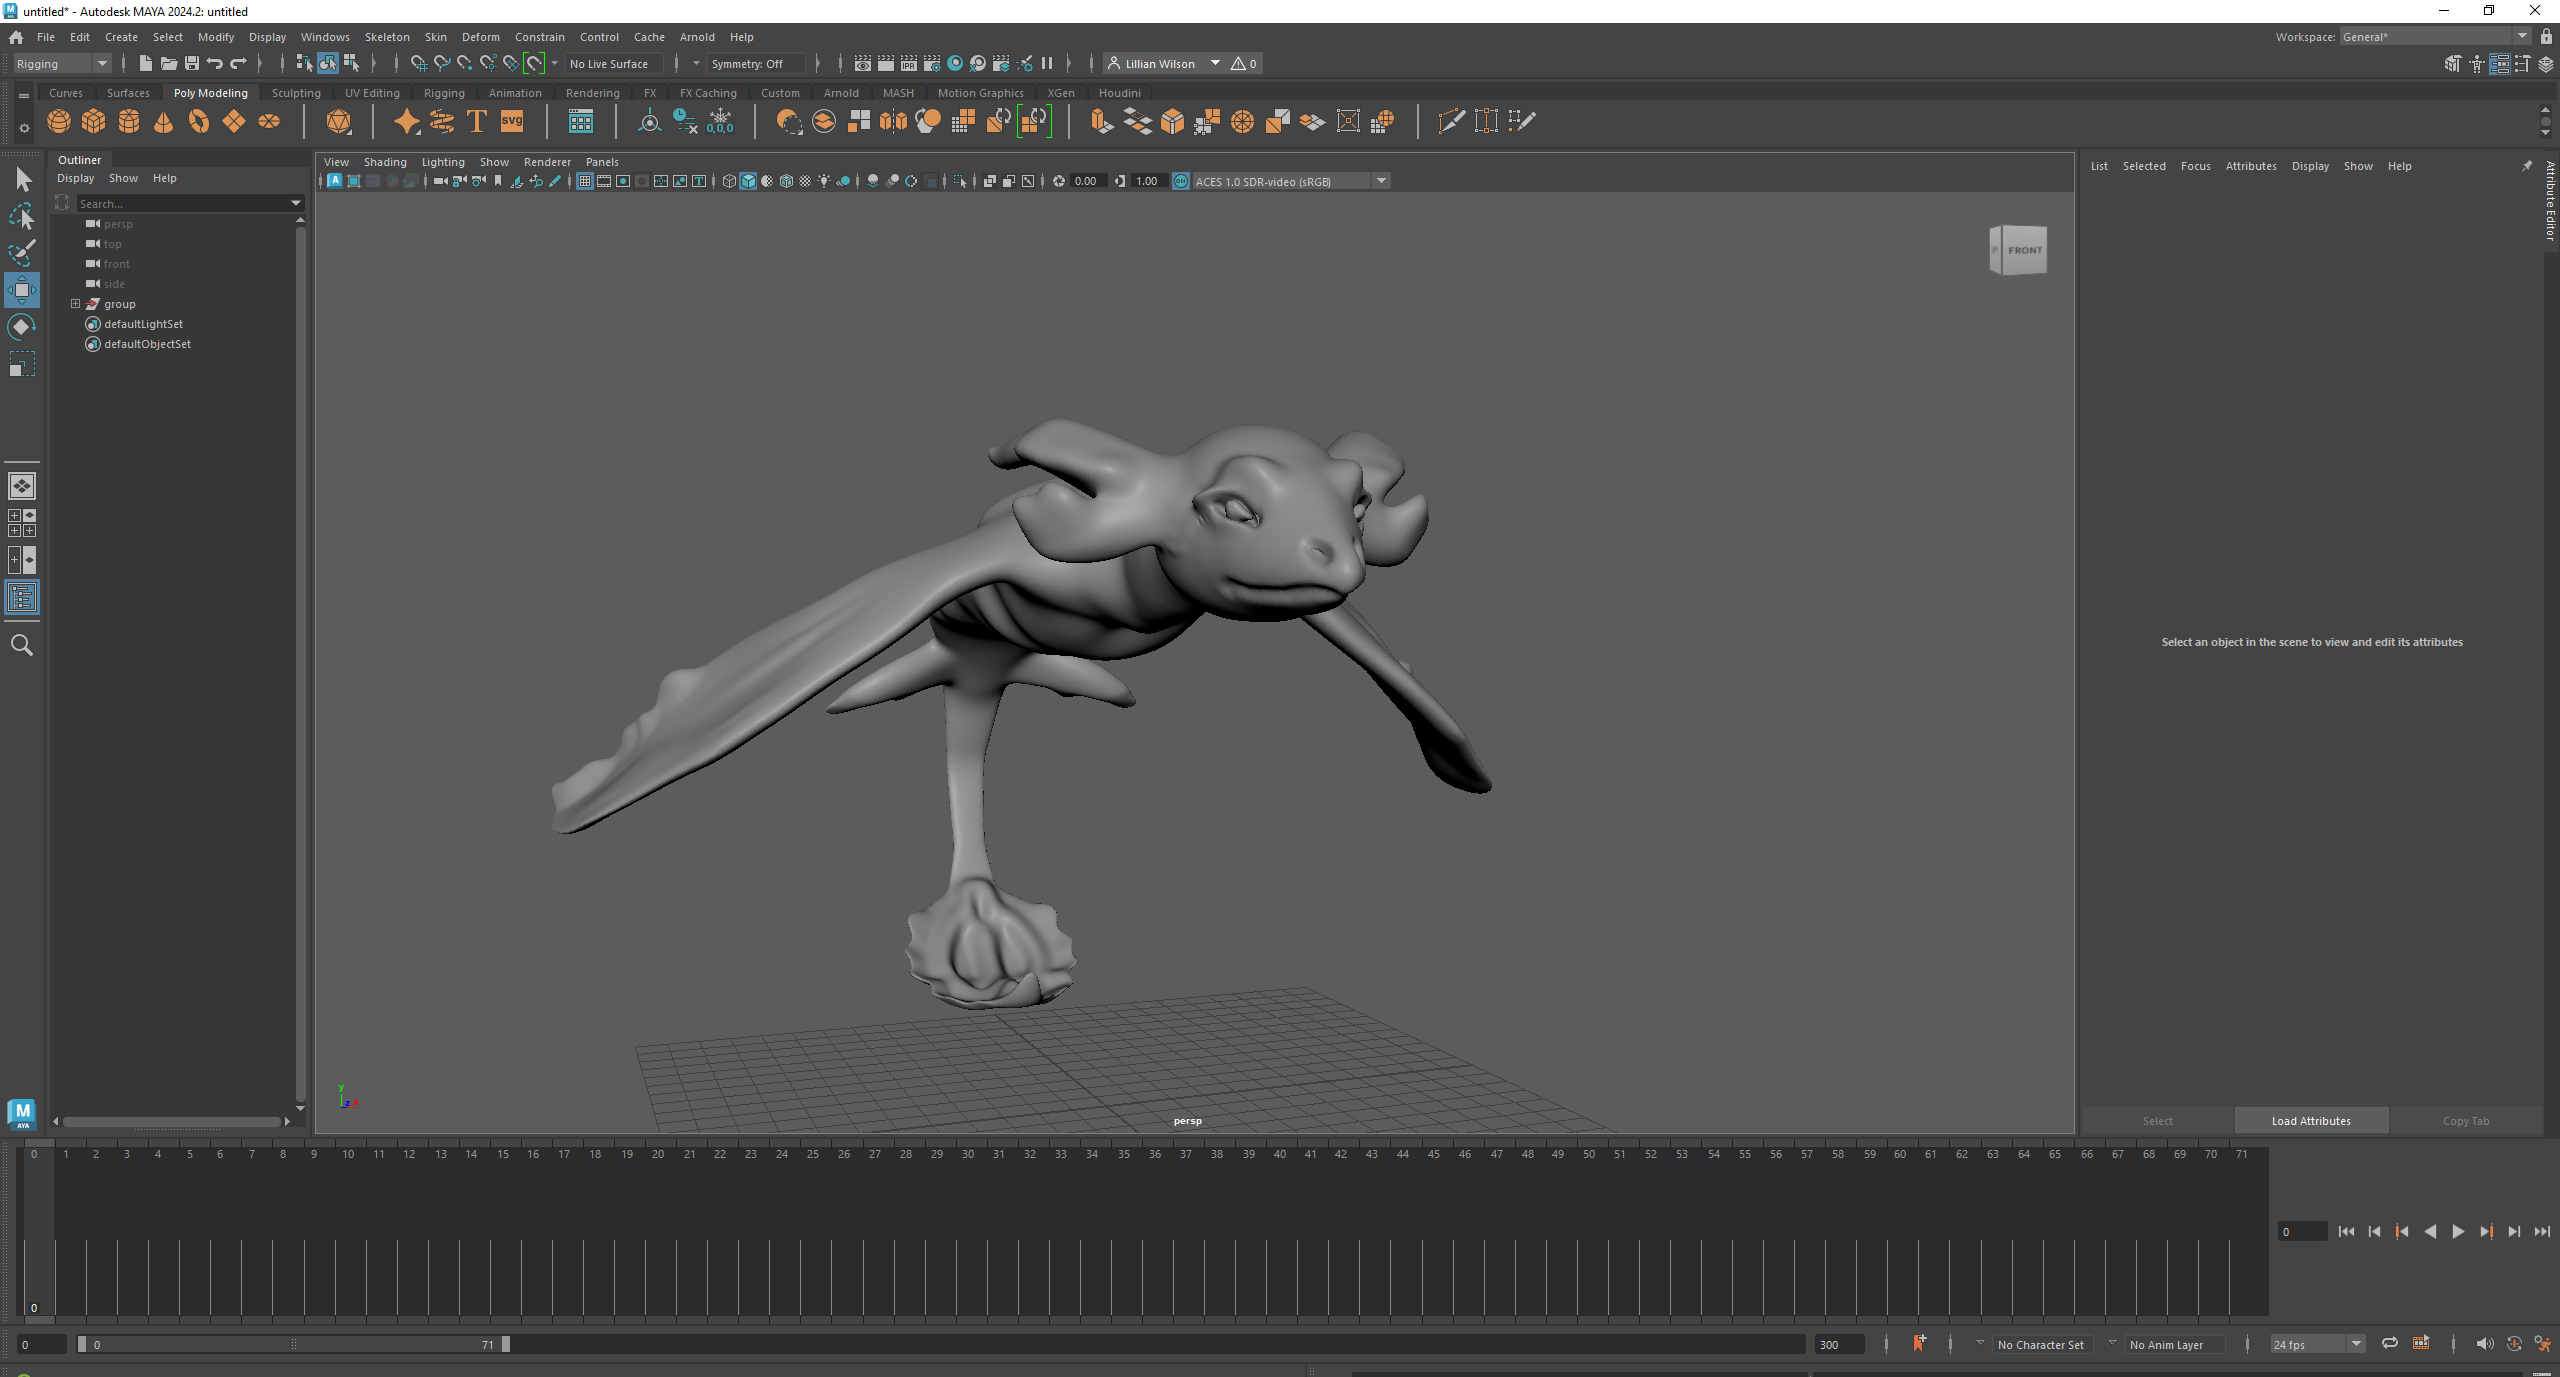 untitled* - Autodesk MAYA 2024.2: untitled
File Edit Create Select Modify Display Windows Skeleton Skin Deform Constrain Control Cache Arnold Help
Workspace: General*
Rigging No Live Surface Symmetry: Off Lillian Wilson 0
Curves Surfaces Poly Modeling Sculpting UV Editing Rigging Animation Rendering FX FX Caching Custom Arnold MASH Motion Graphics XGen Houdini
T SVG 0,0,0
Outliner
Display Show Help
Search...
persp
top
front
side
group
defaultLightSet
defaultObjectSet
View Shading Lighting Show Renderer Panels
0.00 1.00 ACES 1.0 SDR-video (sRGB)
FRONT
y
z x
persp
List Selected Focus Attributes Display Show Help
Attribute Editor
Select an object in the scene to view and edit its attributes
Select Load Attributes Copy Tab
M
AYA
0 1 2 3 4 5 6 7 8 9 10 11 12 13 14 15 16 17 18 19 20 21 22 23 24 25 26 27 28 29 30 31 32 33 34 35 36 37 38 39 40 41 42 43 44 45 46 47 48 49 50 51 52 53 54 55 56 57 58 59 60 61 62 63 64 65 66 67 68 69 70 71
0
0
0 0 71 300 No Character Set No Anim Layer 24 fps